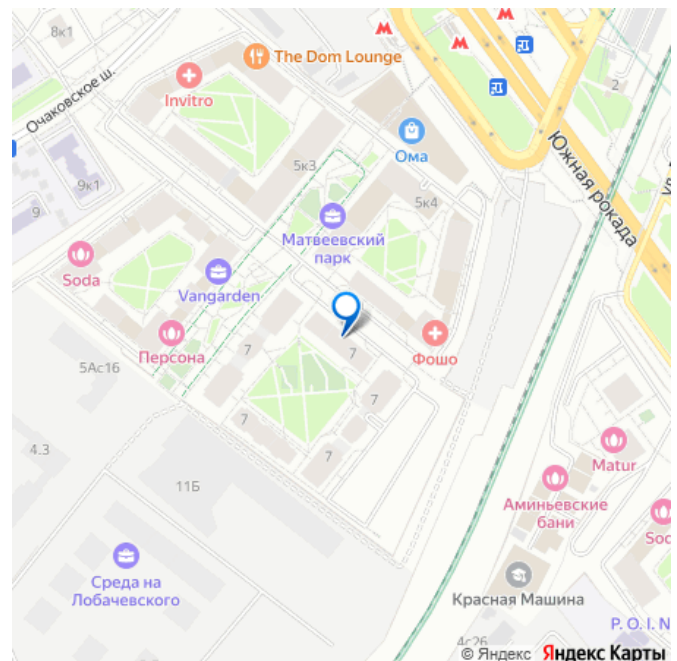 8к1
The Dom Lounge
Invitro
Очаковское ш.
2
Ома
Южная рокада
5к3
9к1
9
5к4
Матвеевский
парк
Soda
Vangarden
Персона
7
7
Фошо
5Ас16
7
7
7
4.3
11Б
Matur
Аминьевские
бани
Среда на
Лобачевского
Красная Машина
P. O. I. N
4с26
© Яндекс Яндекс Карты